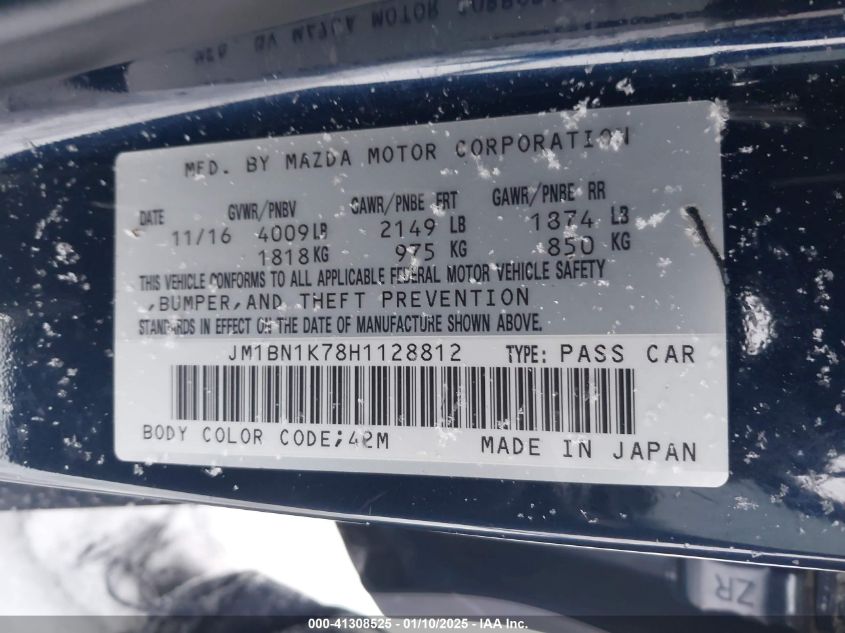 MFD. BY MAZDA MOTOR CORPORATION
DATE GVWR/PNBV GAWR/PNBE FRT GAWR/PNBE RR
11/16 4009LB 2149 LB 1874 LB
1818KG 975 KG 850 KG
THIS VEHICLE CONFORMS TO ALL APPLICABLE FEDERAL MOTOR VEHICLE SAFETY
,BUMPER,AND THEFT PREVENTION
STANDARDS IN EFFECT ON THE DATE OF MANUFACTURE SHOWN ABOVE.
JM1BN1K78H1128812 TYPE: PASS CAR
BODY COLOR CODE;42M MADE IN JAPAN
ZR
000-41308525 - 01/10/2025 - IAA Inc.